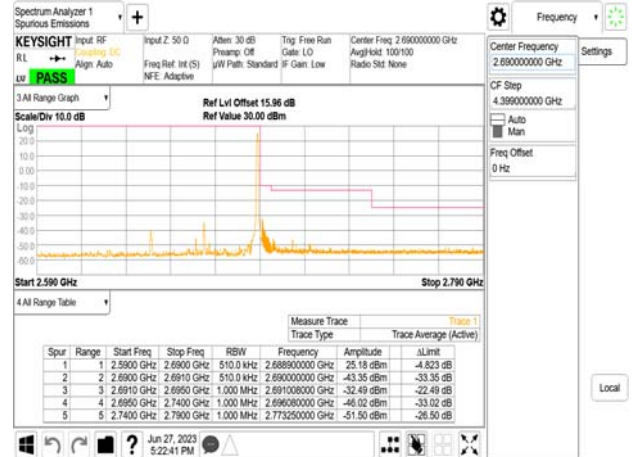 Spectrum Analyzer 1
Spurious Emissions
Frequency
KEYSIGHT Input: RF Input Z: 50 Ω Atten: 30 dB Trig: Free Run Center Freq: 2.690000000 GHz
RL Coupling: DC Preamp: Off Gate: LO Avg|Hold: 100/100
Align: Auto Freq Ref: Int (S) µW Path: Standard IF Gain: Low Radio Std: None
NFE: Adaptive
LVI PASS
Center Frequency
2.690000000 GHz
Settings
CF Step
4.399000000 GHz
Auto
Man
Freq Offset
0 Hz
Local
3 All Range Graph
Ref Lvl Offset 15.96 dB
Scale/Div 10.0 dB Ref Value 30.00 dBm
Log
20.0
10.0
0.00
-10.0
-20.0
-30.0
-40.0
-50.0
-60.0
Start 2.590 GHz Stop 2.790 GHz
4 All Range Table
Measure Trace Trace 1
Trace Type Trace Average (Active)
Spur Range Start Freq Stop Freq RBW Frequency Amplitude ΔLimit
1 1 2.5900 GHz 2.6900 GHz 510.0 kHz 2.688900000 GHz 25.18 dBm -4.823 dB
2 2 2.6900 GHz 2.6910 GHz 510.0 kHz 2.690000000 GHz -43.35 dBm -33.35 dB
3 3 2.6910 GHz 2.6950 GHz 1.000 MHz 2.691008000 GHz -32.49 dBm -22.49 dB
4 4 2.6950 GHz 2.7400 GHz 1.000 MHz 2.696080000 GHz -46.02 dBm -33.02 dB
5 5 2.7400 GHz 2.7900 GHz 1.000 MHz 2.773250000 GHz -51.50 dBm -26.50 dB
Jun 27, 2023
5:22:41 PM